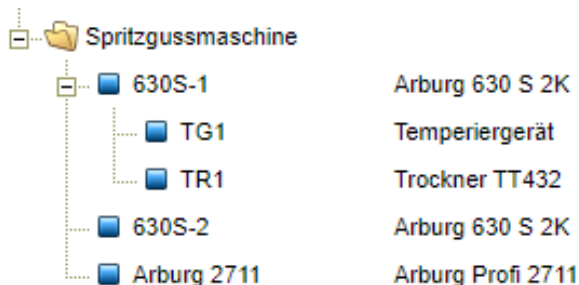 Spritzgussmaschine
630S-1 Arburg 630 S 2K
TG1 Temperiergerät
TR1 Trockner TT432
630S-2 Arburg 630 S 2K
Arburg 2711 Arburg Profi 2711